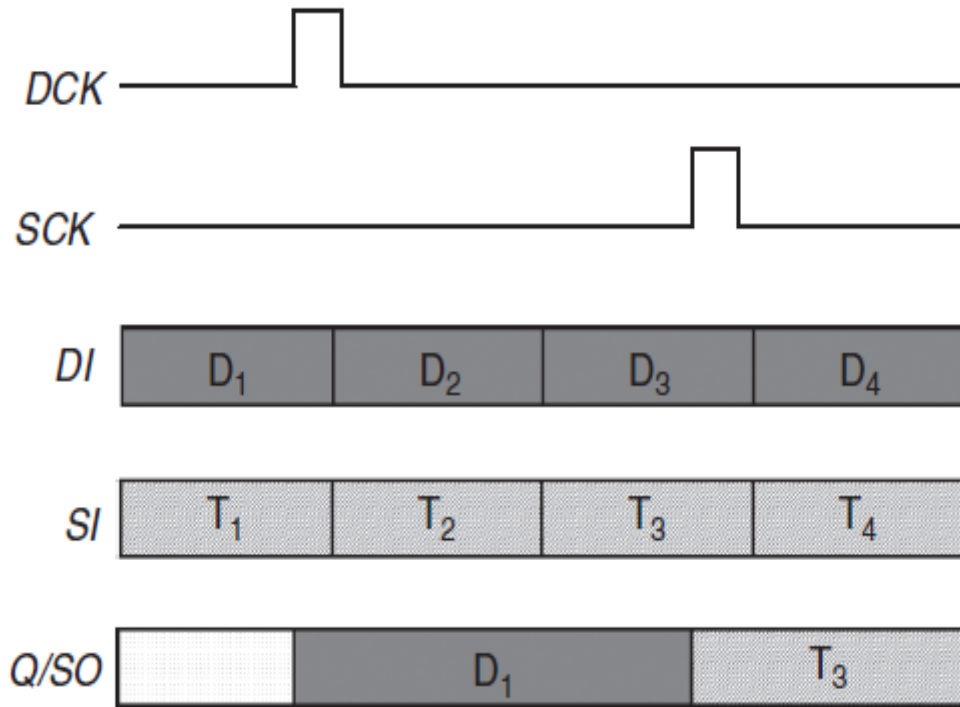 DCK
SCK
DI D₁ D₂ D₃ D₄
SI T₁ T₂ T₃ T₄
Q/SO D₁ T₃